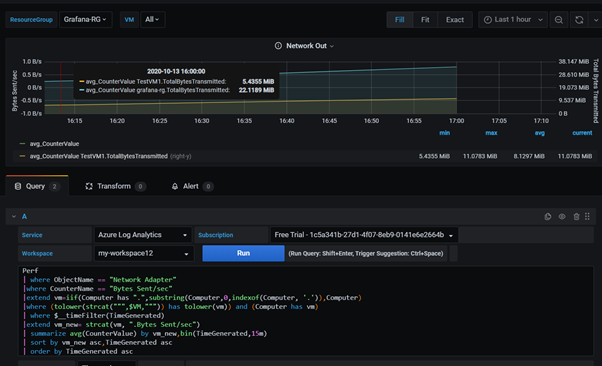 ResourceGroup Grafana-RG VM All Fill Fit Exact Last 1 hour
Network Out
1.0 B/s
0.5 B/s
0 B/s
-0.5 B/s
-1.0 B/s
Bytes Sent/sec
38.147 MiB
28.610 MiB
19.073 MiB
9.537 MiB
0 B
Total Bytes Transmitted
2020-10-13 16:00:00
avg_CounterValue TestVM1.TotalBytesTransmitted: 5.4355 MiB
avg_CounterValue grafana-rg.TotalBytesTransmitted: 22.1189 MiB
16:15 16:20 16:25 16:30 16:35 16:40 16:45 16:50 16:55 17:00 17:05 17:10
min max avg current
avg_CounterValue
avg_CounterValue TestVM1.TotalBytesTransmitted (right-y) 5.4355 MiB 11.0783 MiB 8.1297 MiB 11.0783 MiB
Query 2 Transform 0 Alert 0
A
Service Azure Log Analytics Subscription Free Trial - 1c5a341b-27d1-4f07-8eb9-0141e6e2664b
Workspace my-workspace12 Run (Run Query: Shift+Enter, Trigger Suggestion: Ctrl+Space)
Perf
| where ObjectName == "Network Adapter"
|where CounterName == "Bytes Sent/sec"
|extend vm=iif(Computer has ".",substring(Computer,0,indexof(Computer, '.')),Computer)
|where (tolower(strcat(""",$VM,""")) has tolower(vm)) and (Computer has vm)
| where $__timeFilter(TimeGenerated)
|extend vm_new= strcat(vm, ".Bytes Sent/sec")
| summarize avg(CounterValue) by vm_new,bin(TimeGenerated,15m)
| sort by vm_new asc,TimeGenerated asc
| order by TimeGenerated asc